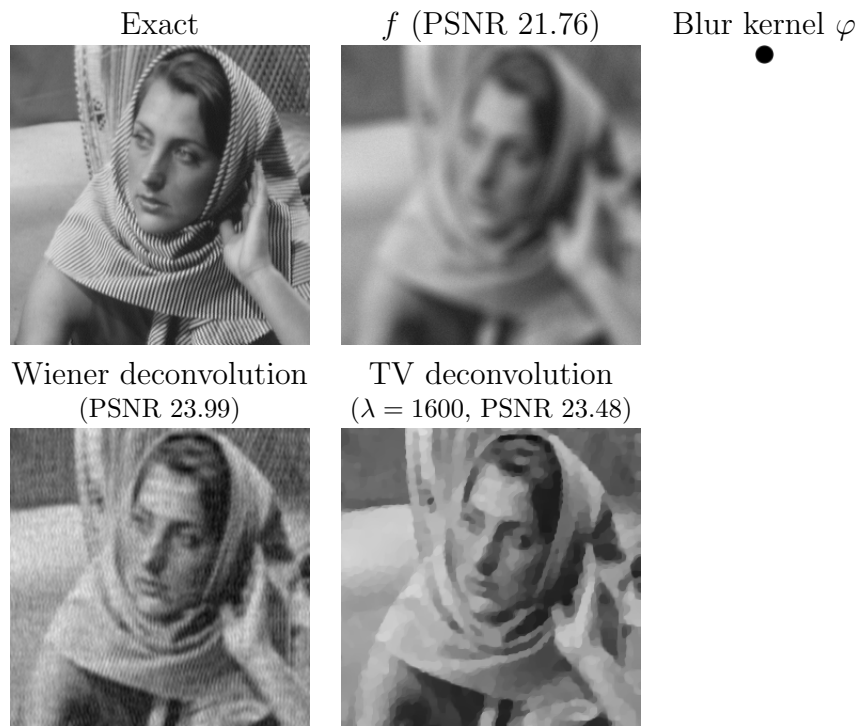 Exact
f (PSNR 21.76)
Blur kernel φ
Wiener deconvolution
(PSNR 23.99)
TV deconvolution
(λ = 1600, PSNR 23.48)